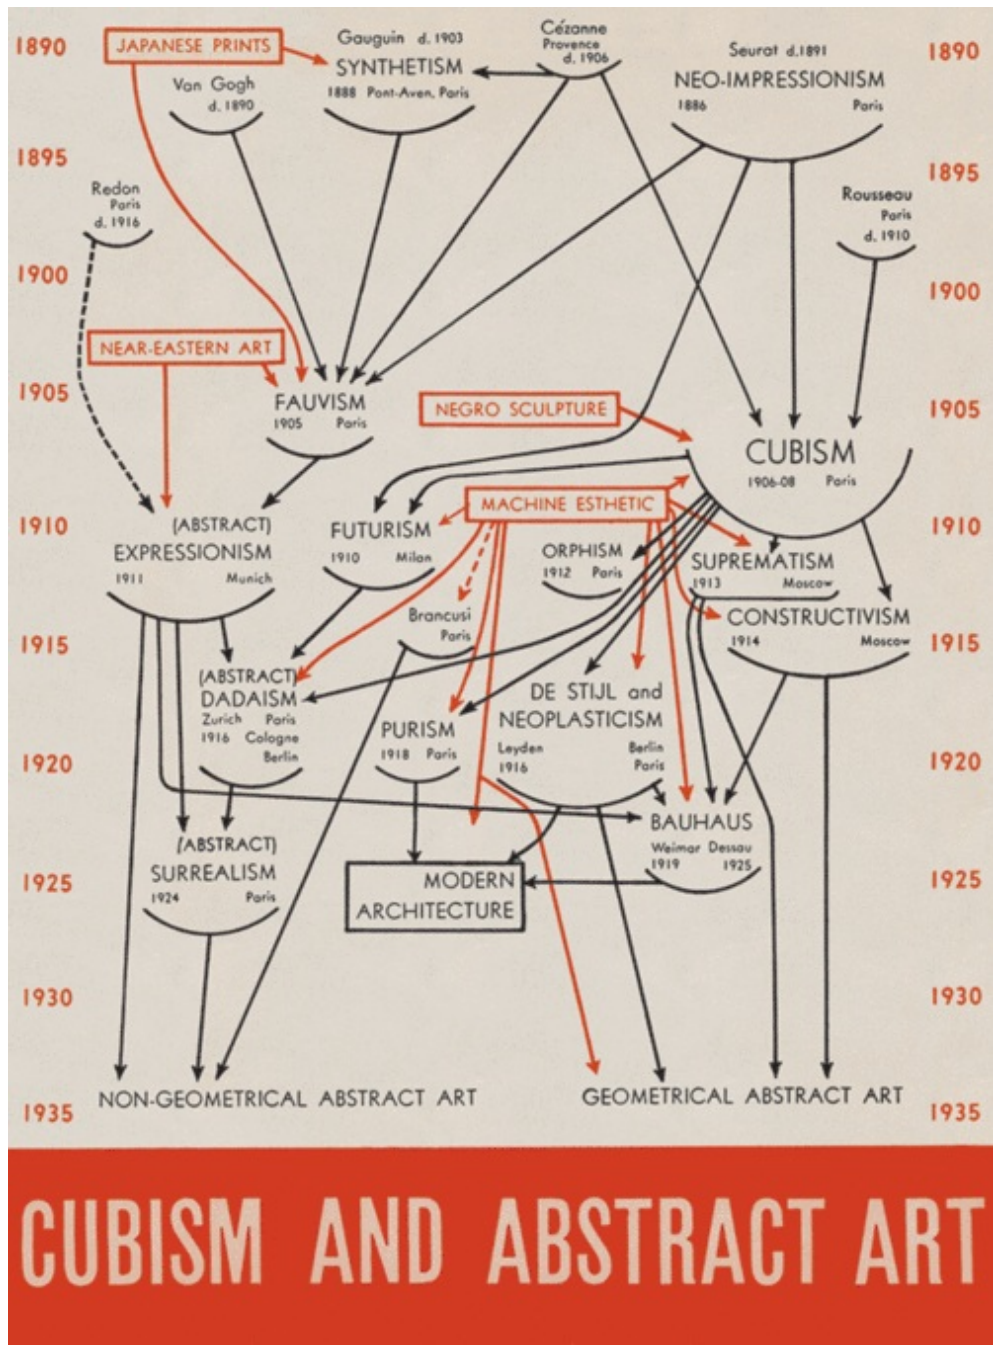 1890
JAPANESE PRINTS
Gauguin d. 1903
SYNTHETISM
1888 Pont-Aven, Paris
Cézanne
Provence
d. 1906
Seurat d.1891
NEO-IMPRESSIONISM
1886 Paris
1890
Van Gogh
d. 1890
1895
1895
Redon
Paris
d. 1916
Rousseau
Paris
d. 1910
1900
1900
NEAR-EASTERN ART
1905
FAUVISM
1905 Paris
NEGRO SCULPTURE
1905
CUBISM
1906-08 Paris
MACHINE ESTHETIC
1910
(ABSTRACT)
EXPRESSIONISM
1911 Munich
FUTURISM
1910 Milan
ORPHISM
1912 Paris
SUPREMATISM
1913 Moscow
1910
Brancusi
Paris
CONSTRUCTIVISM
1914 Moscow
1915
1915
(ABSTRACT)
DADAISM
Zurich Paris
1916 Cologne
Berlin
PURISM
1918 Paris
DE STIJL and
NEOPLASTICISM
Leyden Berlin
1916 Paris
1920
1920
BAUHAUS
Weimar Dessau
1919 1925
(ABSTRACT)
SURREALISM
1924 Paris
MODERN
ARCHITECTURE
1925
1925
1930
1930
NON-GEOMETRICAL ABSTRACT ART
GEOMETRICAL ABSTRACT ART
1935
1935
CUBISM AND ABSTRACT ART